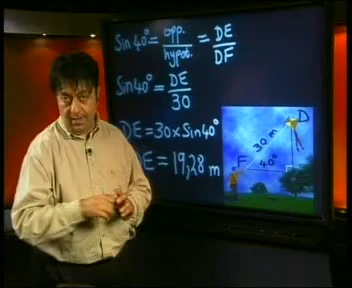 Sin 40° = opp. / hypot. = DE / DF
Sin 40° = DE / 30
DE = 30 x Sin 40°
E = 19,28 m
D
30 m
F 40°